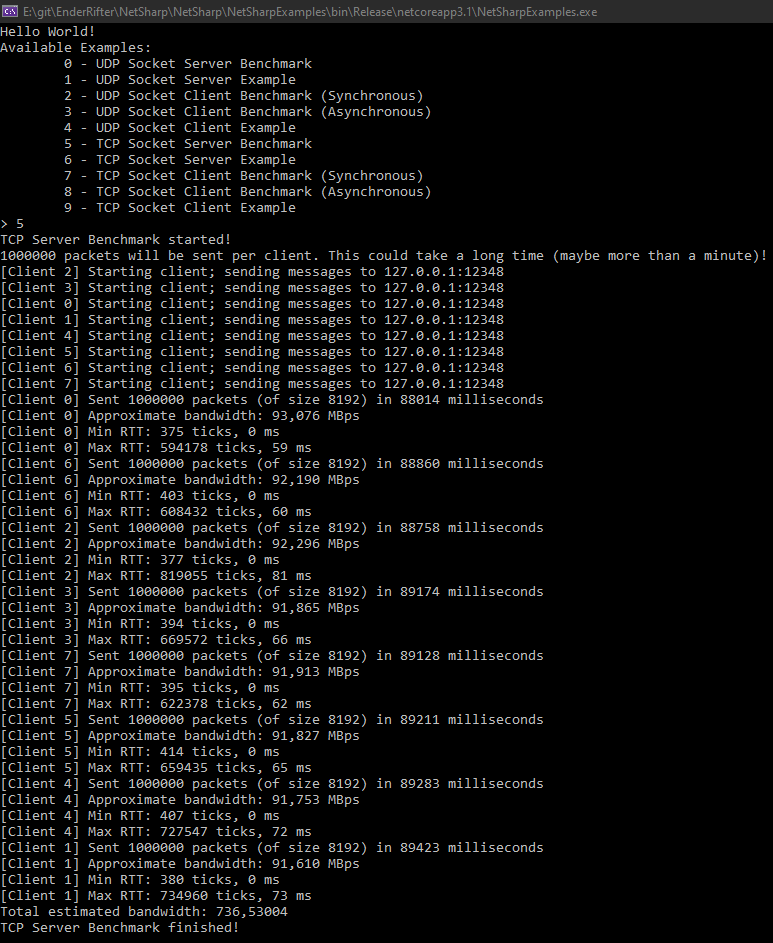 E:\git\EnderRifter\NetSharp\NetSharp\NetSharpExamples\bin\Release\netcoreapp3.1\NetSharpExamples.exe
Hello World!
Available Examples:
0 - UDP Socket Server Benchmark
1 - UDP Socket Server Example
2 - UDP Socket Client Benchmark (Synchronous)
3 - UDP Socket Client Benchmark (Asynchronous)
4 - UDP Socket Client Example
5 - TCP Socket Server Benchmark
6 - TCP Socket Server Example
7 - TCP Socket Client Benchmark (Synchronous)
8 - TCP Socket Client Benchmark (Asynchronous)
9 - TCP Socket Client Example
> 5
TCP Server Benchmark started!
1000000 packets will be sent per client. This could take a long time (maybe more than a minute)!
[Client 2] Starting client; sending messages to 127.0.0.1:12348
[Client 3] Starting client; sending messages to 127.0.0.1:12348
[Client 0] Starting client; sending messages to 127.0.0.1:12348
[Client 1] Starting client; sending messages to 127.0.0.1:12348
[Client 4] Starting client; sending messages to 127.0.0.1:12348
[Client 5] Starting client; sending messages to 127.0.0.1:12348
[Client 6] Starting client; sending messages to 127.0.0.1:12348
[Client 7] Starting client; sending messages to 127.0.0.1:12348
[Client 0] Sent 1000000 packets (of size 8192) in 88014 milliseconds
[Client 0] Approximate bandwidth: 93,076 MBps
[Client 0] Min RTT: 375 ticks, 0 ms
[Client 0] Max RTT: 594178 ticks, 59 ms
[Client 6] Sent 1000000 packets (of size 8192) in 88860 milliseconds
[Client 6] Approximate bandwidth: 92,190 MBps
[Client 6] Min RTT: 403 ticks, 0 ms
[Client 6] Max RTT: 608432 ticks, 60 ms
[Client 2] Sent 1000000 packets (of size 8192) in 88758 milliseconds
[Client 2] Approximate bandwidth: 92,296 MBps
[Client 2] Min RTT: 377 ticks, 0 ms
[Client 2] Max RTT: 819055 ticks, 81 ms
[Client 3] Sent 1000000 packets (of size 8192) in 89174 milliseconds
[Client 3] Approximate bandwidth: 91,865 MBps
[Client 3] Min RTT: 394 ticks, 0 ms
[Client 3] Max RTT: 669572 ticks, 66 ms
[Client 7] Sent 1000000 packets (of size 8192) in 89128 milliseconds
[Client 7] Approximate bandwidth: 91,913 MBps
[Client 7] Min RTT: 395 ticks, 0 ms
[Client 7] Max RTT: 622378 ticks, 62 ms
[Client 5] Sent 1000000 packets (of size 8192) in 89211 milliseconds
[Client 5] Approximate bandwidth: 91,827 MBps
[Client 5] Min RTT: 414 ticks, 0 ms
[Client 5] Max RTT: 659435 ticks, 65 ms
[Client 4] Sent 1000000 packets (of size 8192) in 89283 milliseconds
[Client 4] Approximate bandwidth: 91,753 MBps
[Client 4] Min RTT: 407 ticks, 0 ms
[Client 4] Max RTT: 727547 ticks, 72 ms
[Client 1] Sent 1000000 packets (of size 8192) in 89423 milliseconds
[Client 1] Approximate bandwidth: 91,610 MBps
[Client 1] Min RTT: 380 ticks, 0 ms
[Client 1] Max RTT: 734960 ticks, 73 ms
Total estimated bandwidth: 736,53004
TCP Server Benchmark finished!